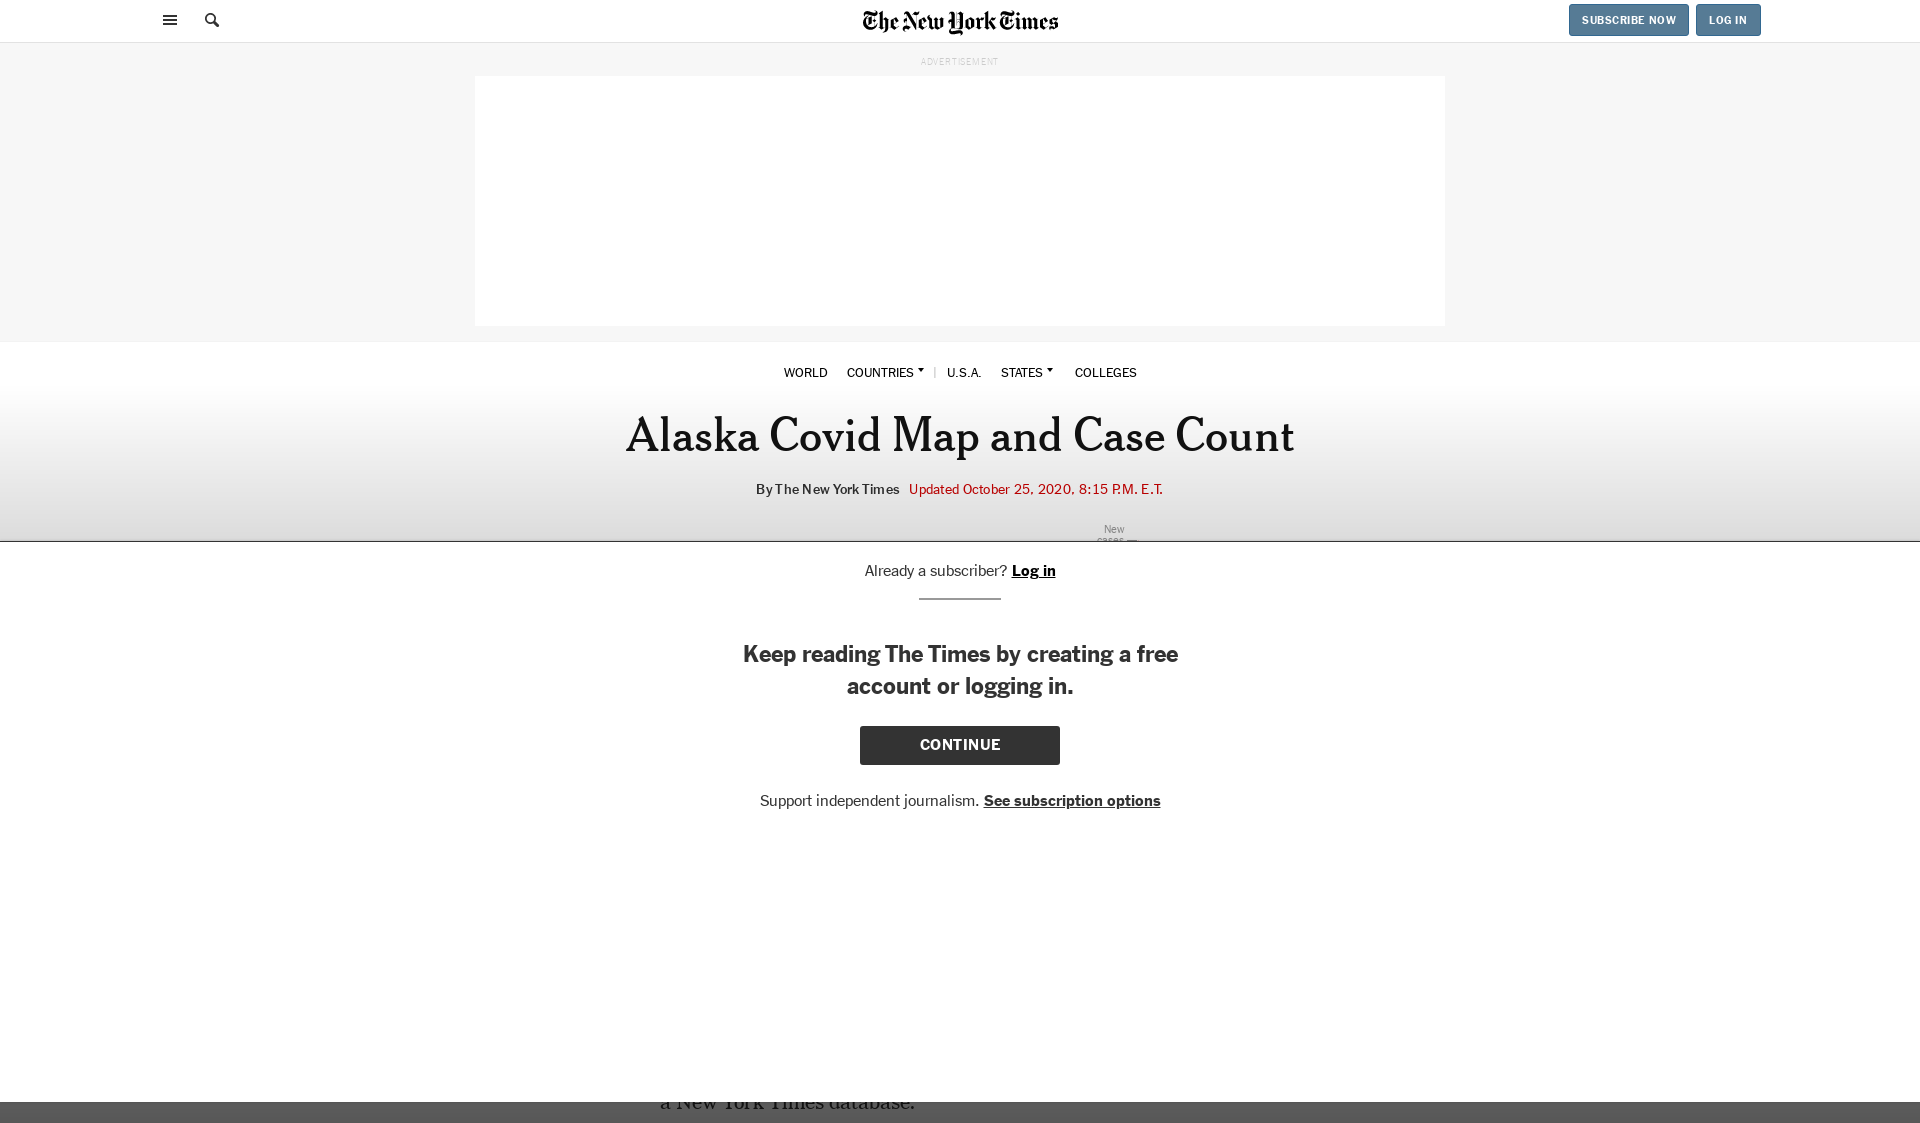 The New York Times
SUBSCRIBE NOW
LOG IN
ADVERTISEMENT
WORLD COUNTRIES | U.S.A. STATES COLLEGES
Alaska Covid Map and Case Count
By The New York Times Updated October 25, 2020, 8:15 P.M. E.T.
New
cases —
Already a subscriber? Log in
Keep reading The Times by creating a free
account or logging in.
CONTINUE
Support independent journalism. See subscription options
a New York Times database.